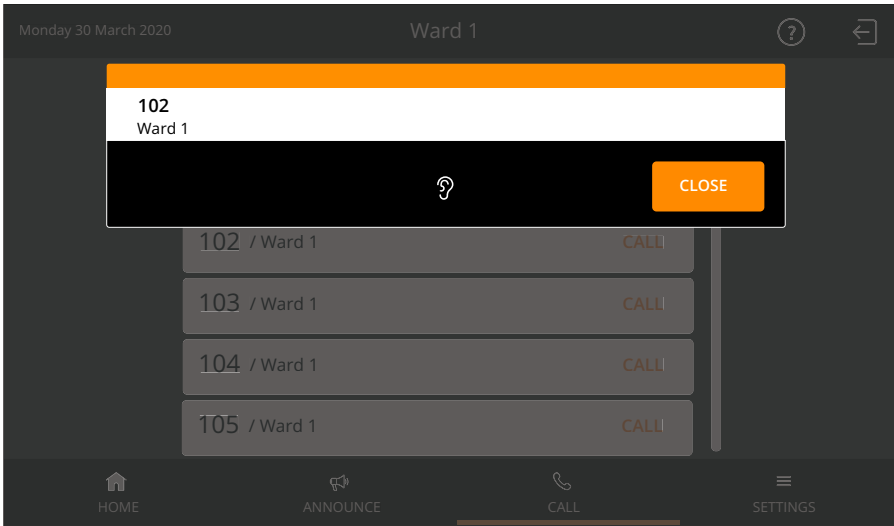 Monday 30 March 2020 Ward 1 ?
102
Ward 1
CLOSE
102 / Ward 1 CALL
103 / Ward 1 CALL
104 / Ward 1 CALL
105 / Ward 1 CALL
HOME ANNOUNCE CALL SETTINGS